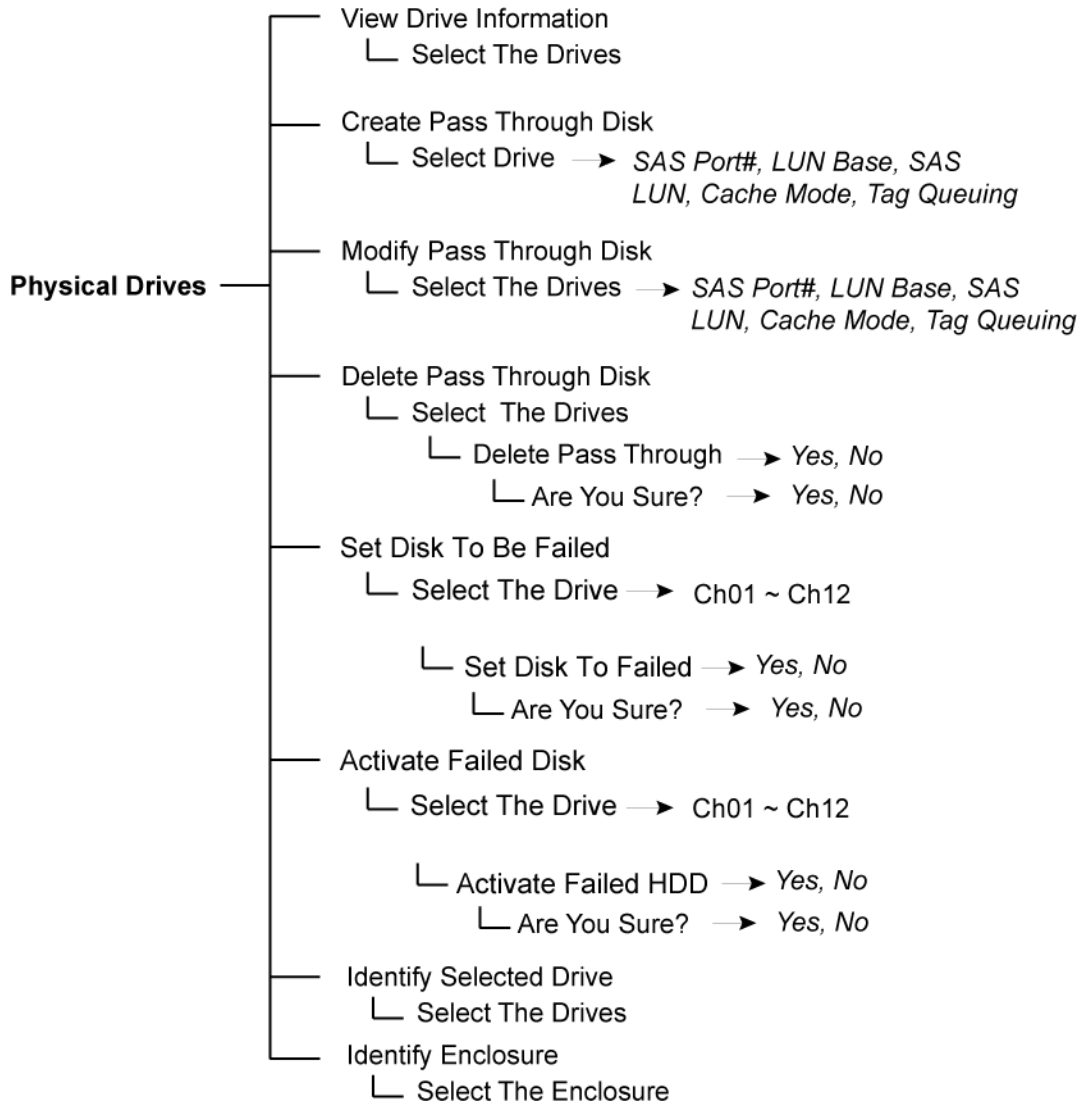 View Drive Information
Select The Drives
Create Pass Through Disk
Select Drive
SAS Port#, LUN Base, SAS
LUN, Cache Mode, Tag Queuing
Modify Pass Through Disk
Physical Drives
Select The Drives
SAS Port#, LUN Base, SAS
LUN, Cache Mode, Tag Queuing
Delete Pass Through Disk
Select The Drives
Delete Pass Through
Yes, No
Are You Sure?
Yes, No
Set Disk To Be Failed
Select The Drive
Ch01 ~ Ch12
Set Disk To Failed
Yes, No
Are You Sure?
Yes, No
Activate Failed Disk
Select The Drive
Ch01 ~ Ch12
Activate Failed HDD
Yes, No
Are You Sure?
Yes, No
Identify Selected Drive
Select The Drives
Identify Enclosure
Select The Enclosure